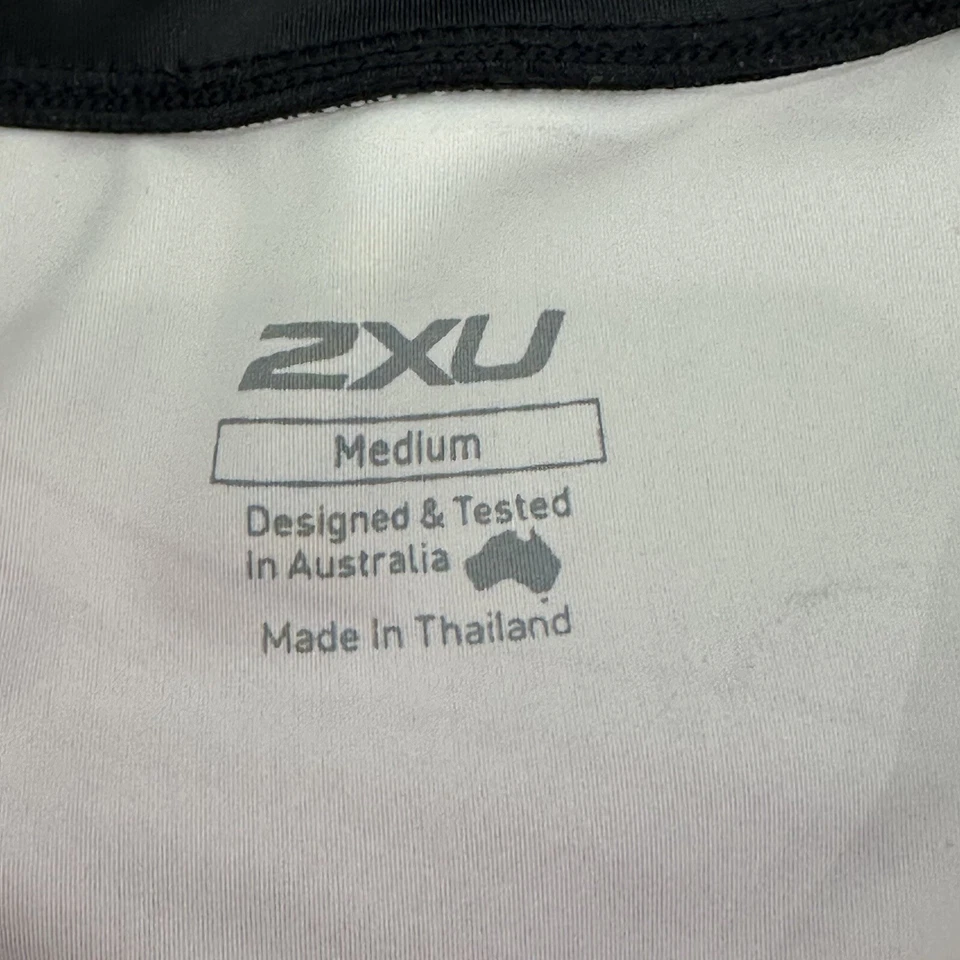 2XU
Medium
Designed & Tested
In Australia
Made In Thailand